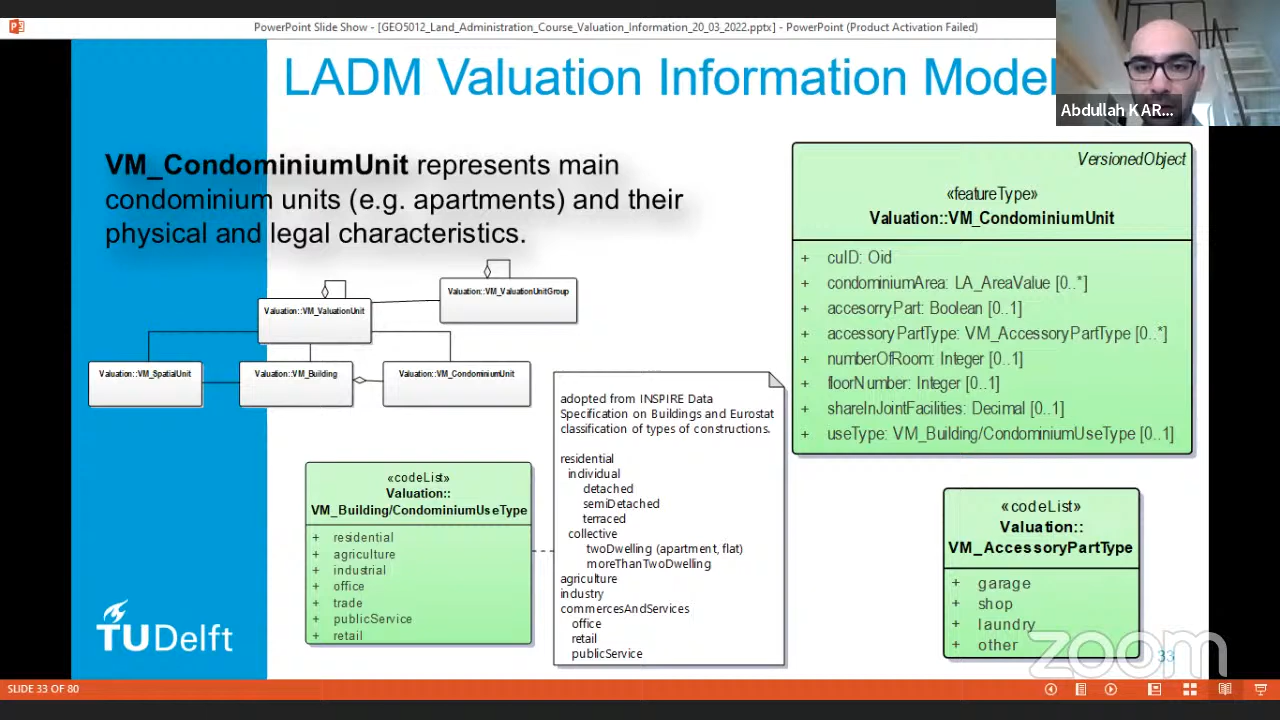 PowerPoint Slide Show - [GEO5012_Land_Administration_Course_Valuation_Information_20_03_2022.pptx] - PowerPoint (Product Activation Failed)
LADM Valuation Information Model
Abdullah KAR...
VM_CondominiumUnit represents main
condominium units (e.g. apartments) and their
physical and legal characteristics.
Valuation::VM_ValuationUnit
Valuation::VM_ValuationUnitGroup
Valuation::VM_SpatialUnit
Valuation::VM_Building
Valuation::VM_CondominiumUnit
VersionedObject
«featureType»
Valuation::VM_CondominiumUnit
+ cuID: Oid
+ condominiumArea: LA_AreaValue [0..*]
+ accesorryPart: Boolean [0..1]
+ accessoryPartType: VM_AccessoryPartType [0..*]
+ numberOfRoom: Integer [0..1]
+ floorNumber: Integer [0..1]
+ shareInJointFacilities: Decimal [0..1]
+ useType: VM_Building/CondominiumUseType [0..1]
«codeList»
Valuation::
VM_Building/CondominiumUseType
+ residential
+ agriculture
+ industrial
+ office
+ trade
+ publicService
+ retail
adopted from INSPIRE Data
Specification on Buildings and Eurostat
classification of types of constructions.
residential
individual
detached
semiDetached
terraced
collective
twoDwelling (apartment, flat)
moreThanTwoDwelling
agriculture
industry
commercesAndServices
office
retail
publicService
«codeList»
Valuation::
VM_AccessoryPartType
+ garage
+ shop
+ laundry
+ other
TUDelft
zoom
33
SLIDE 33 OF 80